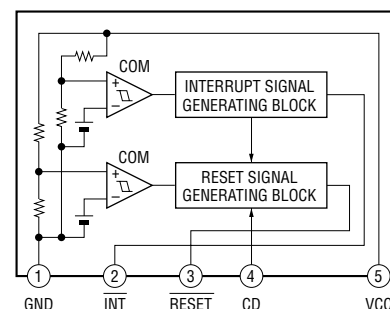 COM
+
−
INTERRUPT SIGNAL
GENERATING BLOCK
COM
+
−
RESET SIGNAL
GENERATING BLOCK
1 2 3 4 5
GND INT RESET CD VCC